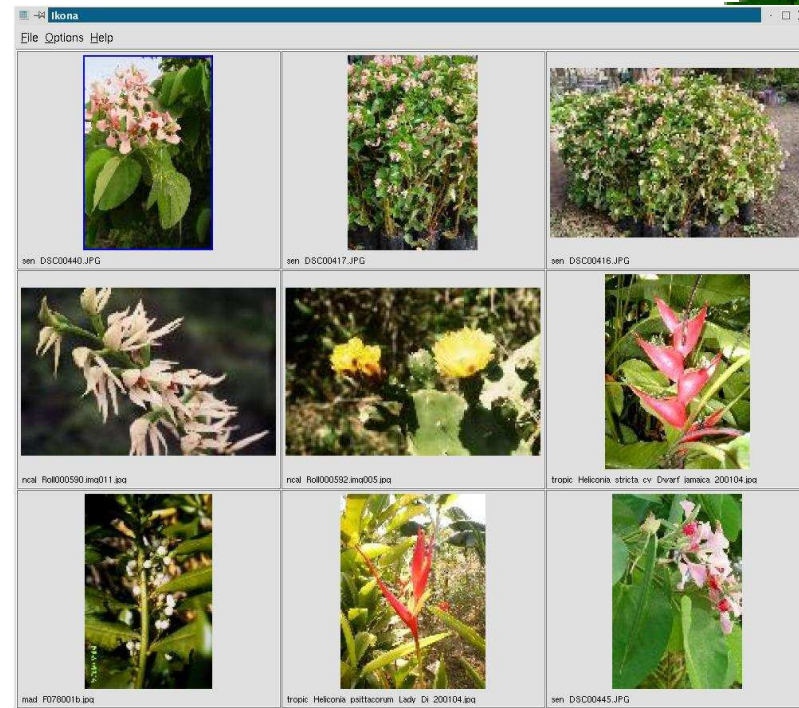 Ikona
File Options Help
sen DSC00440.JPG
sen DSC00417.JPG
sen DSC00416.JPG
ncal Roll000590.img011.jpg
ncal Roll000592.img005.jpg
tropic Heliconia stricta cv Dwarf jamaica 200104.jpg
mad F078001b.jpg
tropic Heliconia psittacorum Lady Di 200104.jpg
sen DSC00445.JPG